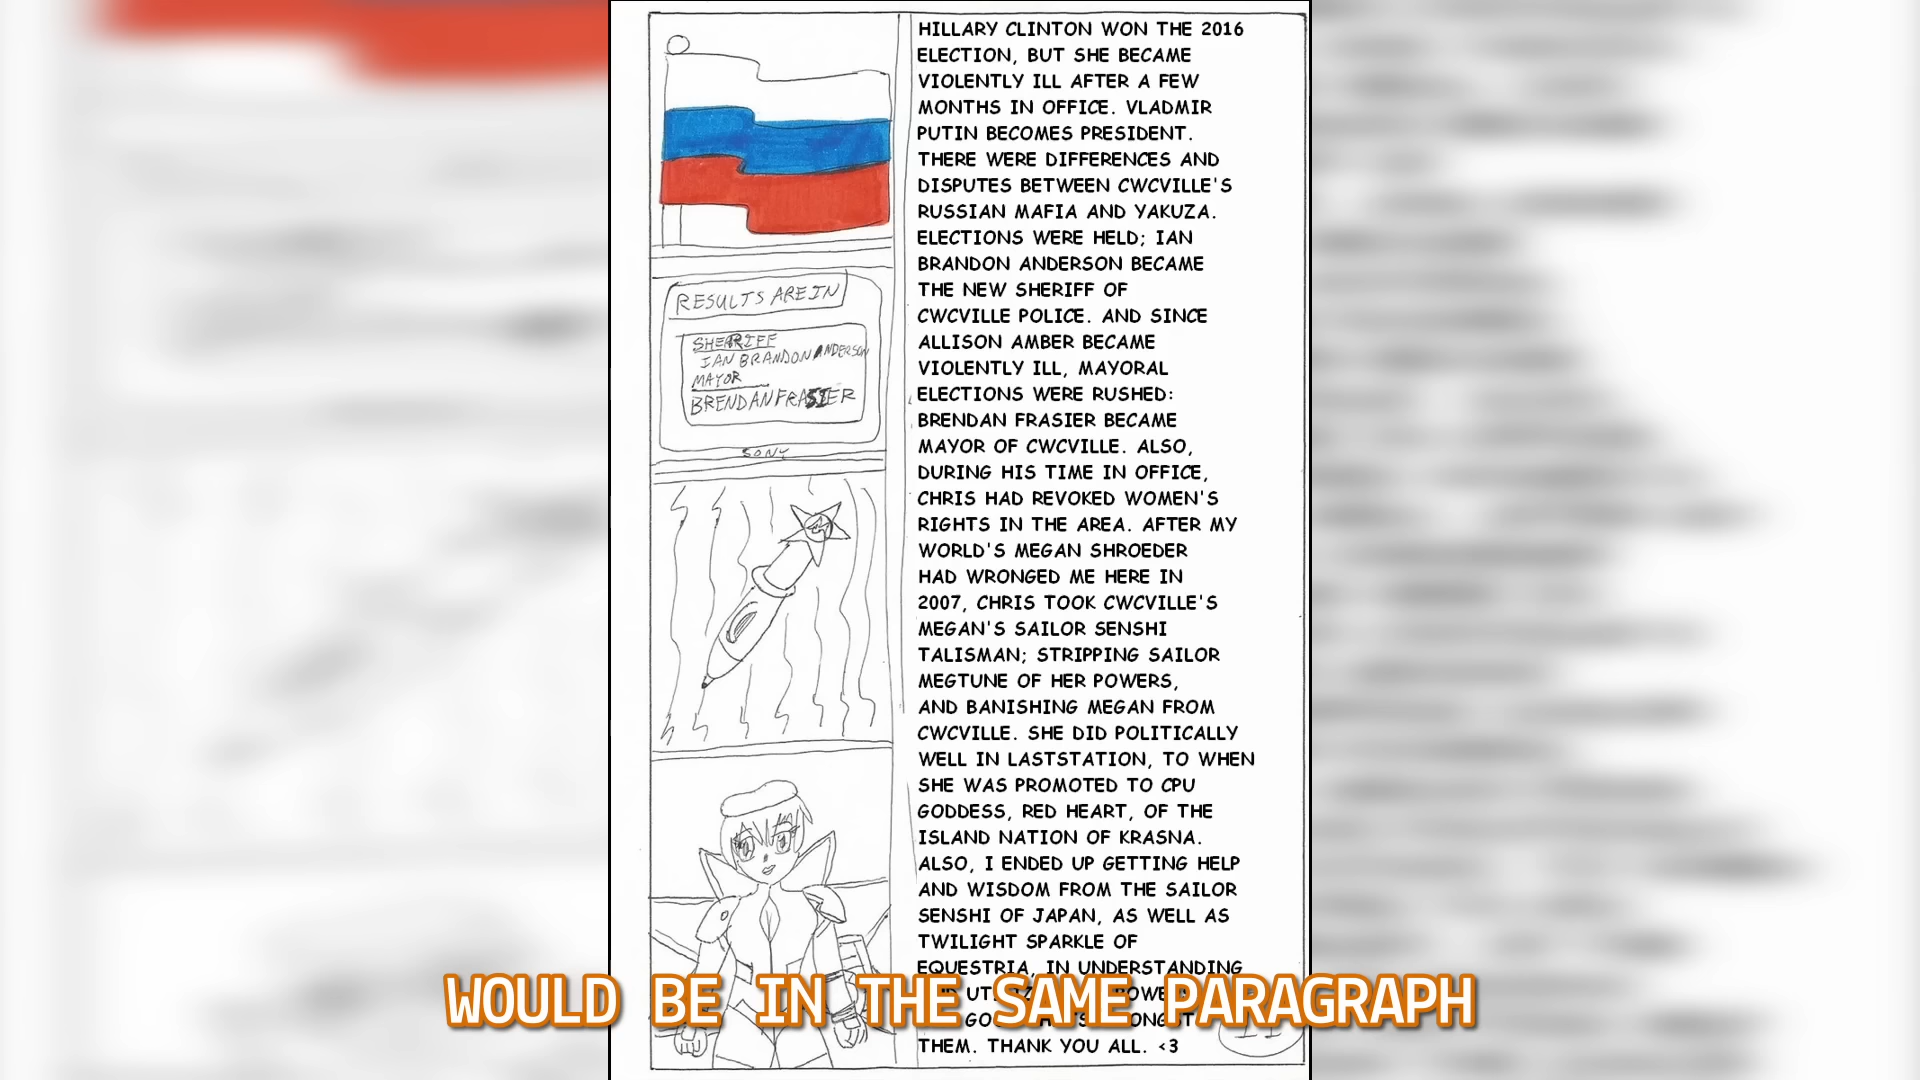 HILLARY CLINTON WON THE 2016
ELECTION, BUT SHE BECAME
VIOLENTLY ILL AFTER A FEW
MONTHS IN OFFICE. VLADMIR
PUTIN BECOMES PRESIDENT.
THERE WERE DIFFERENCES AND
DISPUTES BETWEEN CWCVILLE'S
RUSSIAN MAFIA AND YAKUZA.
ELECTIONS WERE HELD; IAN
BRANDON ANDERSON BECAME
THE NEW SHERIFF OF
CWCVILLE POLICE. AND SINCE
ALLISON AMBER BECAME
VIOLENTLY ILL, MAYORAL
ELECTIONS WERE RUSHED:
BRENDAN FRASIER BECAME
MAYOR OF CWCVILLE. ALSO,
DURING HIS TIME IN OFFICE,
CHRIS HAD REVOKED WOMEN'S
RIGHTS IN THE AREA. AFTER MY
WORLD'S MEGAN SHROEDER
HAD WRONGED ME HERE IN
2007, CHRIS TOOK CWCVILLE'S
MEGAN'S SAILOR SENSHI
TALISMAN; STRIPPING SAILOR
MEGTUNE OF HER POWERS,
AND BANISHING MEGAN FROM
CWCVILLE. SHE DID POLITICALLY
WELL IN LASTSTATION, TO WHEN
SHE WAS PROMOTED TO CPU
GODDESS, RED HEART, OF THE
ISLAND NATION OF KRASNA.
ALSO, I ENDED UP GETTING HELP
AND WISDOM FROM THE SAILOR
SENSHI OF JAPAN, AS WELL AS
TWILIGHT SPARKLE OF
EQUESTRIA, IN UNDERSTANDING
THEM. THANK YOU ALL. <3
RESULTS ARE IN
SHERRIFF
IAN BRANDON ANDERSON
MAYOR
BRENDAN FRASIER
SONY
11
WOULD BE IN THE SAME PARAGRAPH